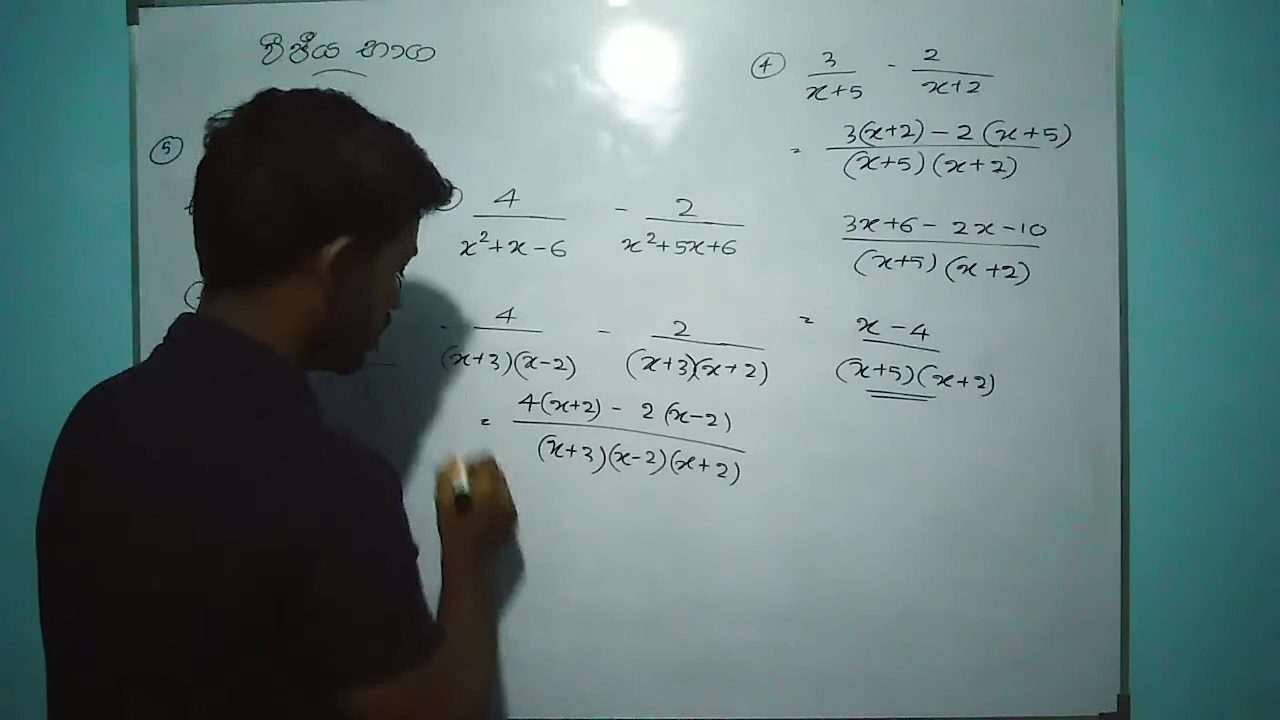 වීජීය භාග
⑤
4/(x²+x-6) - 2/(x²+5x+6)
4/((x+3)(x-2)) - 2/((x+3)(x+2))
= (4(x+2) - 2(x-2))/((x+3)(x-2)(x+2))
④ 3/(x+5) - 2/(x+2)
= (3(x+2) - 2(x+5))/((x+5)(x+2))
(3x+6 - 2x-10)/((x+5)(x+2))
= (x-4)/((x+5)(x+2))